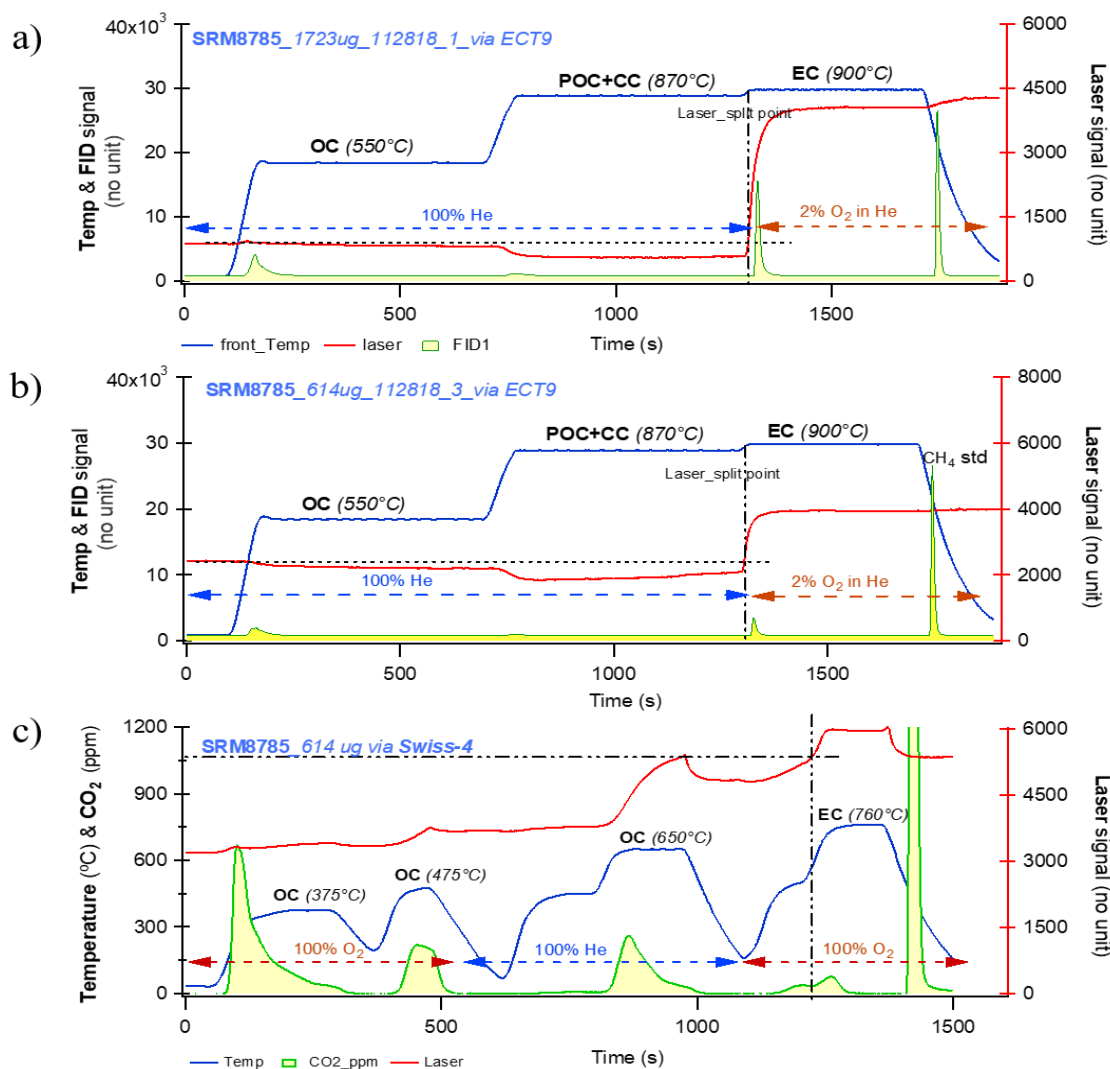 a)
SRM8785_1723ug_112818_1_via ECT9
40x10³
30
20
10
0
Temp & FID signal
(no unit)
6000
4500
3000
1500
0
Laser signal (no unit)
OC (550°C)
POC+CC (870°C)
EC (900°C)
Laser_split point
100% He
2% O₂ in He
0
500
1000
1500
Time (s)
front_Temp
laser
FID1
b)
SRM8785_614ug_112818_3_via ECT9
40x10³
30
20
10
0
Temp & FID signal
(no unit)
8000
6000
4000
2000
0
Laser signal (no unit)
OC (550°C)
POC+CC (870°C)
EC (900°C)
Laser_split point
CH₄ std
100% He
2% O₂ in He
0
500
1000
1500
Time (s)
c)
SRM8785_614 ug via Swiss-4
1200
900
600
300
0
Temperature (ºC) & CO₂ (ppm)
6000
4500
3000
1500
0
Laser signal (no unit)
OC (375°C)
OC (475°C)
OC (650°C)
EC (760°C)
100% O₂
100% He
100% O₂
0
500
1000
1500
Time (s)
Temp
CO2_ppm
Laser